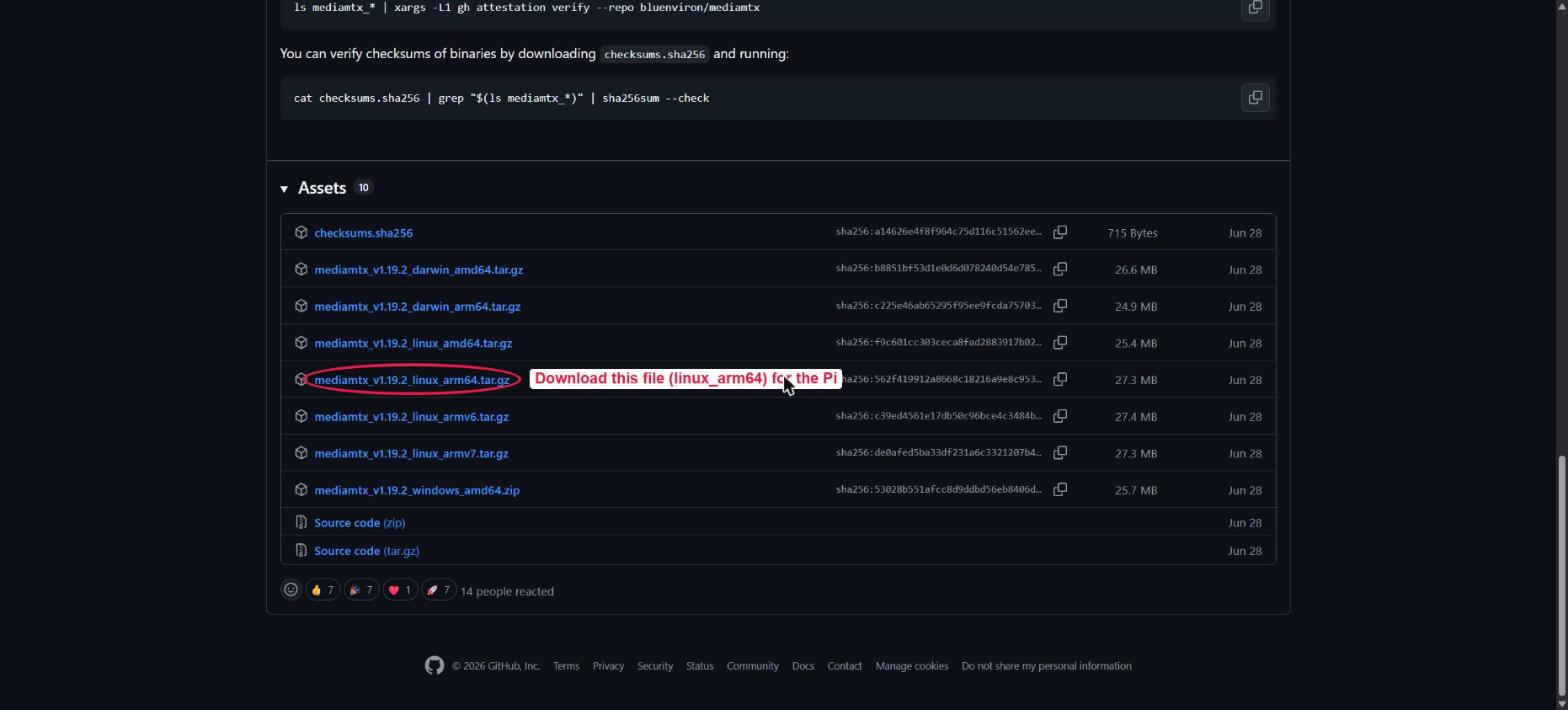 ls mediamtx_* | xargs -L1 gh attestation verify --repo bluenviron/mediamtx
You can verify checksums of binaries by downloading checksums.sha256 and running:
cat checksums.sha256 | grep "$(ls mediamtx_*)" | sha256sum --check
Assets 10
checksums.sha256 sha256:a14626e4f8f964c75d116c51562ee… 715 Bytes Jun 28
mediamtx_v1.19.2_darwin_amd64.tar.gz sha256:b8851bf53d1e0d6d078240d54e785… 26.6 MB Jun 28
mediamtx_v1.19.2_darwin_arm64.tar.gz sha256:c225e46ab65295f95ee9fcda75703… 24.9 MB Jun 28
mediamtx_v1.19.2_linux_amd64.tar.gz sha256:f9c601cc303ceca8fad2883917b02… 25.4 MB Jun 28
mediamtx_v1.19.2_linux_arm64.tar.gz Download this file (linux_arm64) for the Pi ha256:562f419912a8668c18216a9e8c953… 27.3 MB Jun 28
mediamtx_v1.19.2_linux_armv6.tar.gz sha256:c39ed4561e17db50c96bce4c3484b… 27.4 MB Jun 28
mediamtx_v1.19.2_linux_armv7.tar.gz sha256:de0afed5ba33df231a6c3321207b4… 27.3 MB Jun 28
mediamtx_v1.19.2_windows_amd64.zip sha256:53028b551afcc8d9ddbd56eb8406d… 25.7 MB Jun 28
Source code (zip) Jun 28
Source code (tar.gz) Jun 28
👍 7 🎉 7 ❤️ 1 🚀 7 14 people reacted
© 2026 GitHub, Inc. Terms Privacy Security Status Community Docs Contact Manage cookies Do not share my personal information